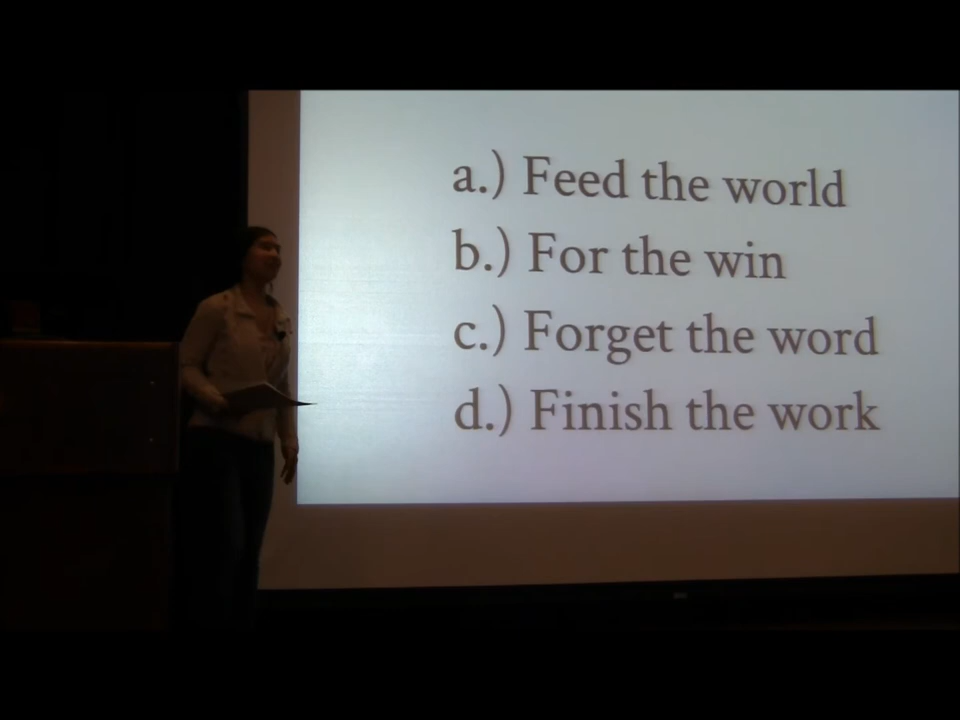 a.) Feed the world
b.) For the win
c.) Forget the word
d.) Finish the work